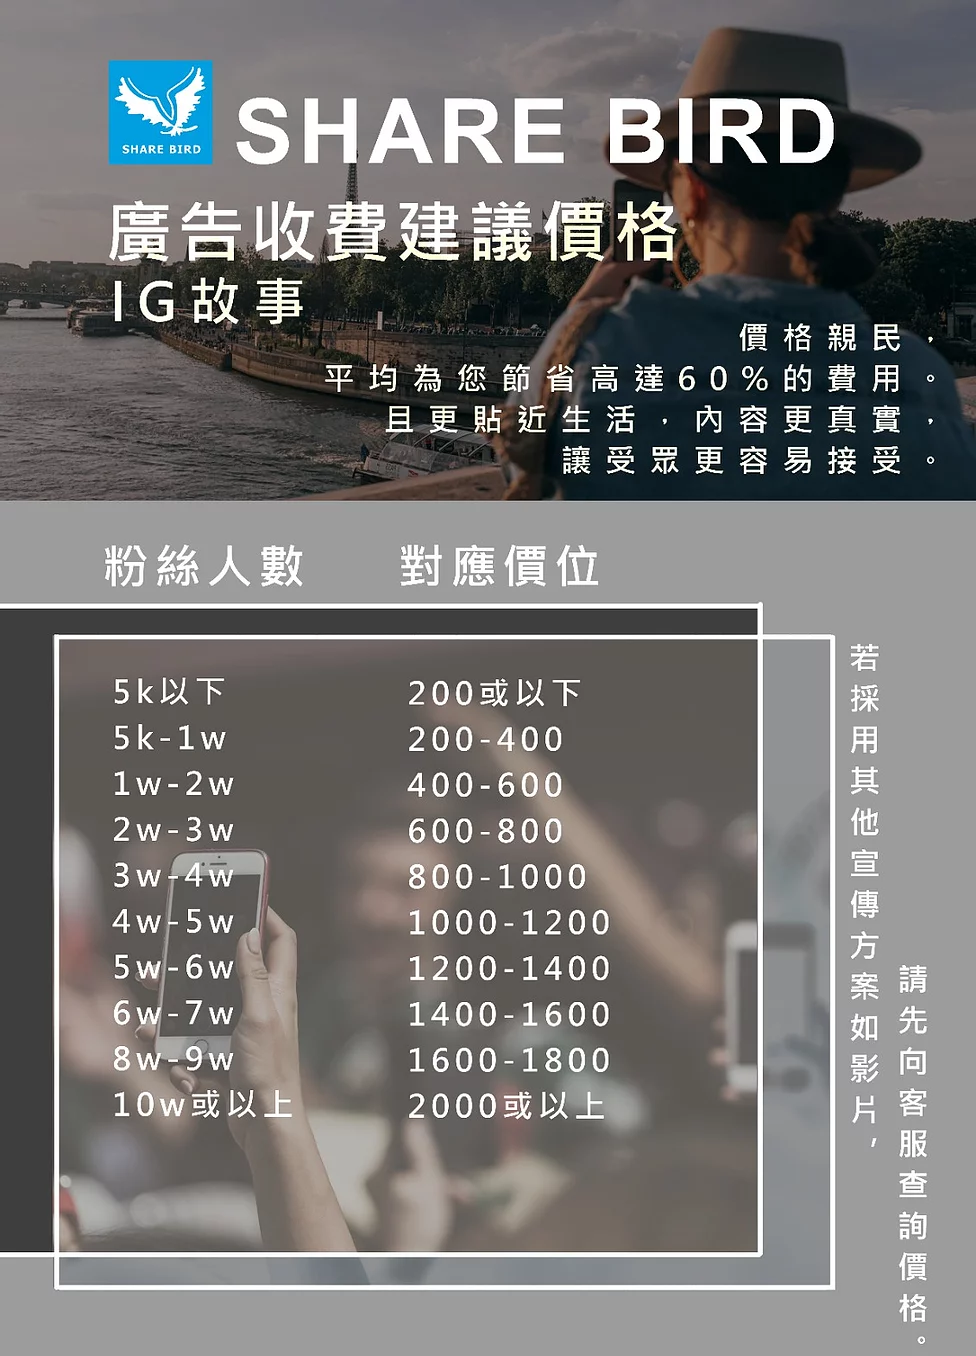 SHARE BIRD
SHARE BIRD
廣告收費建議價格
IG故事
價格親民，
平均為您節省高達60%的費用。
且更貼近生活，內容更真實，
讓受眾更容易接受。
粉絲人數 對應價位
5k以下 200或以下
5k-1w 200-400
1w-2w 400-600
2w-3w 600-800
3w-4w 800-1000
4w-5w 1000-1200
5w-6w 1200-1400
6w-7w 1400-1600
8w-9w 1600-1800
10w或以上 2000或以上
若採用其他宣傳方案如影片，
請先向客服查詢價格。